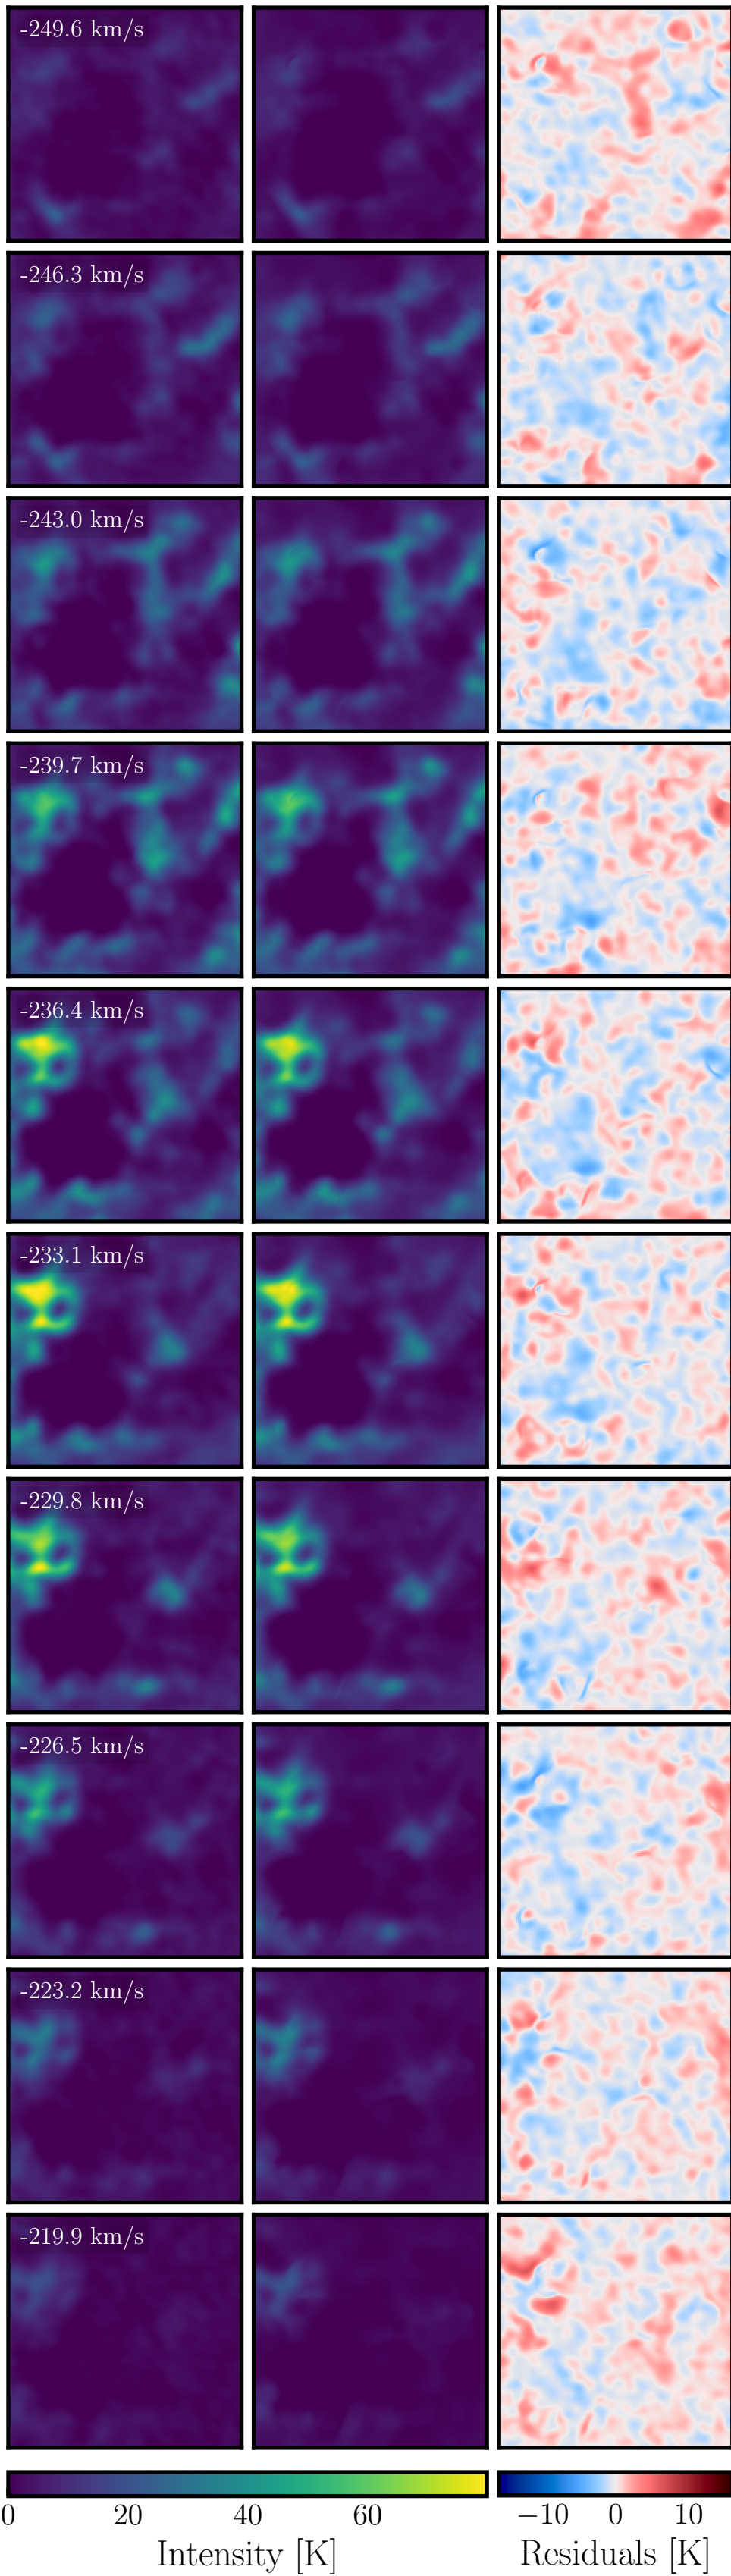 -249.6 km/s
-246.3 km/s
-243.0 km/s
-239.7 km/s
-236.4 km/s
-233.1 km/s
-229.8 km/s
-226.5 km/s
-223.2 km/s
-219.9 km/s
0 20 40 60 −10 0 10
Intensity [K] Residuals [K]